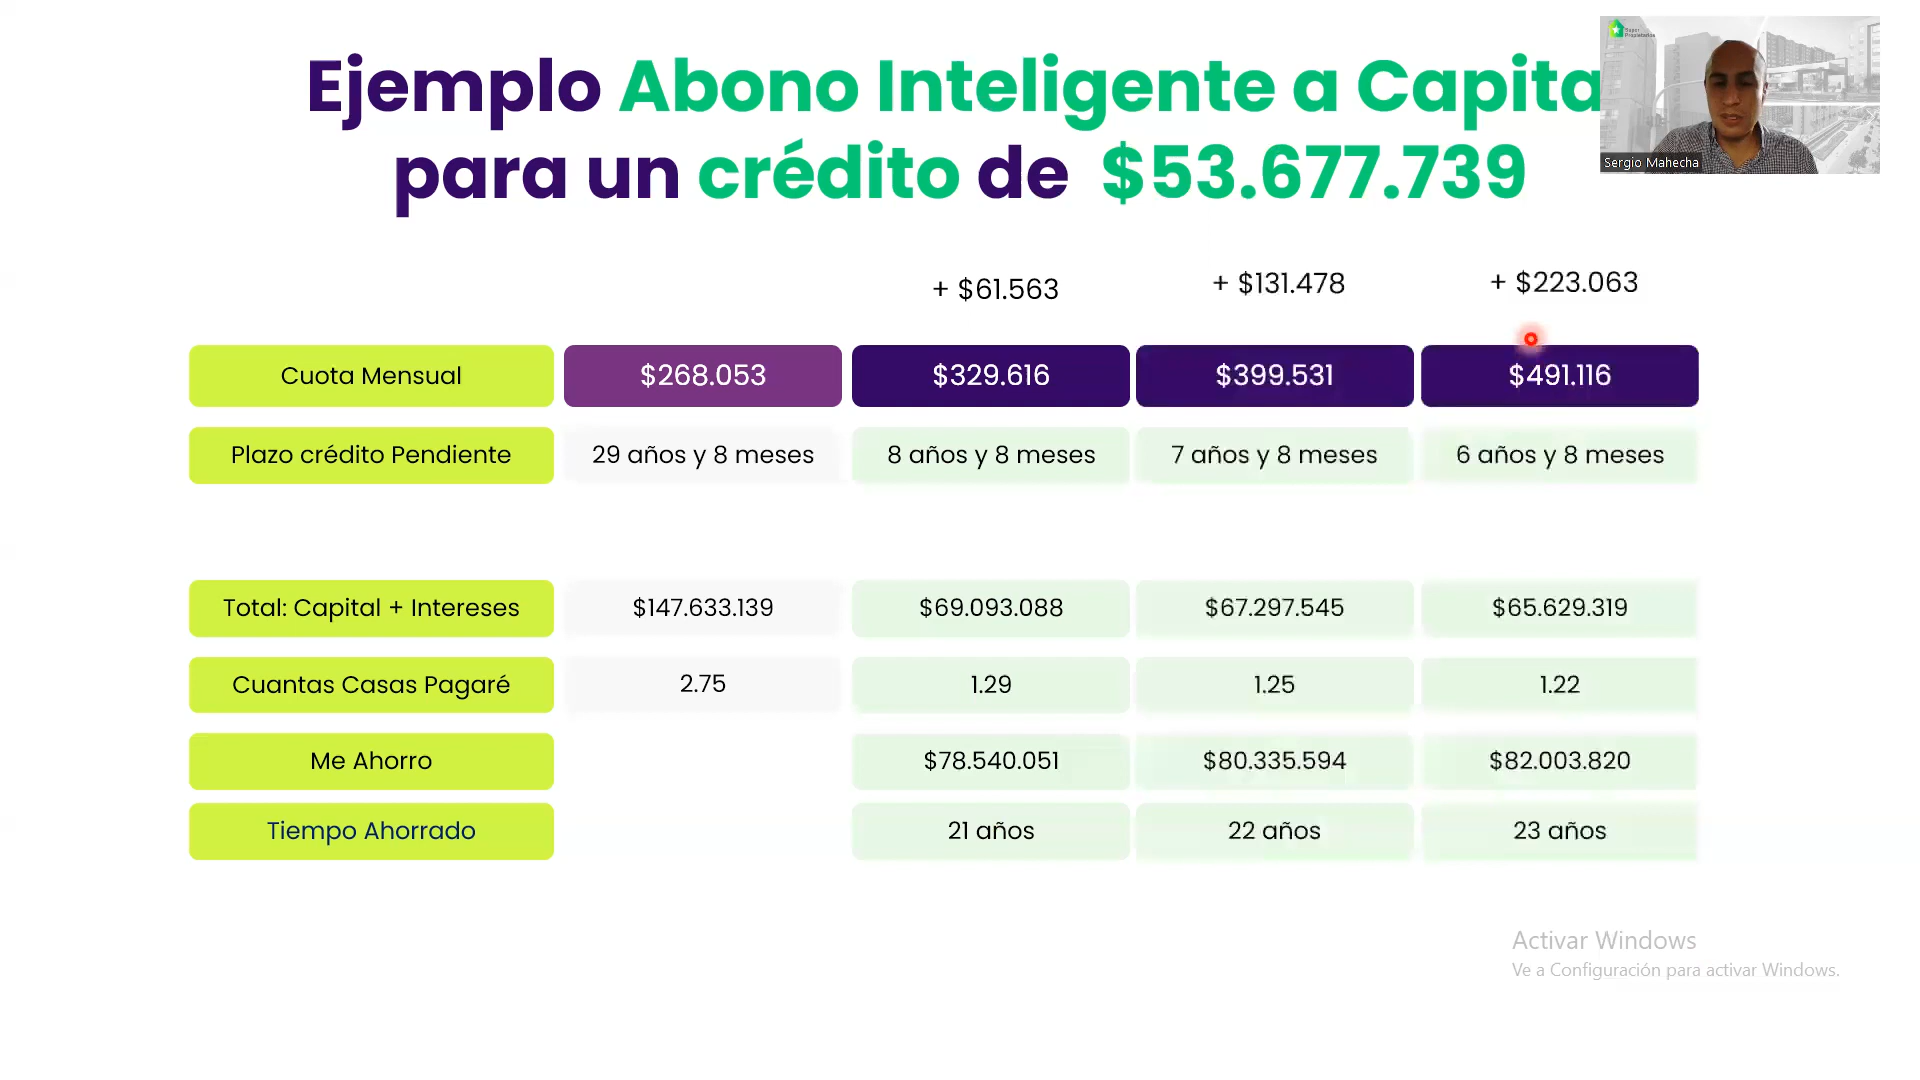 Ejemplo Abono Inteligente a Capita
para un crédito de $53.677.739
Super
Propietarios
Sergio Mahecha
+ $61.563
+ $131.478
+ $223.063
Cuota Mensual
$268.053
$329.616
$399.531
$491.116
Plazo crédito Pendiente
29 años y 8 meses
8 años y 8 meses
7 años y 8 meses
6 años y 8 meses
Total: Capital + Intereses
$147.633.139
$69.093.088
$67.297.545
$65.629.319
Cuantas Casas Pagaré
2.75
1.29
1.25
1.22
Me Ahorro
$78.540.051
$80.335.594
$82.003.820
Tiempo Ahorrado
21 años
22 años
23 años
Activar Windows
Ve a Configuración para activar Windows.